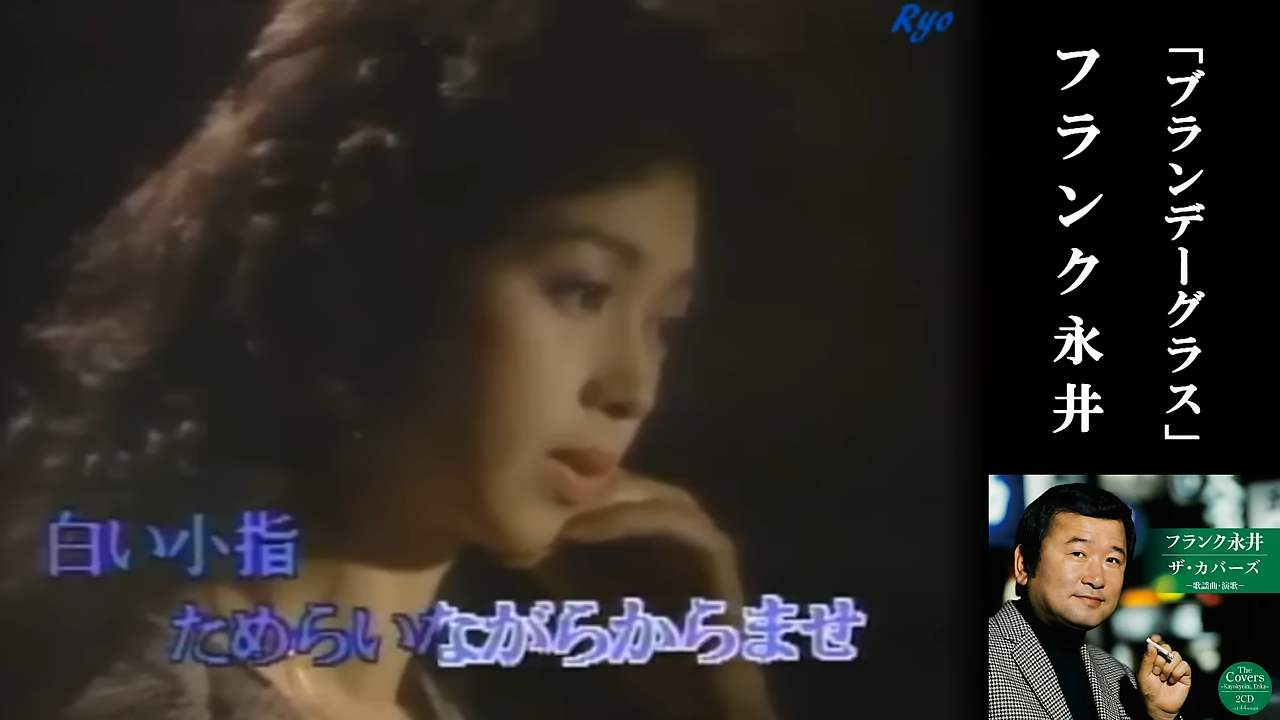 Ryo
「ブランデーグラス」
フランク永井
白い小指
ためらいながらからませ
フランク永井
ザ・カバーズ
−歌謡曲・演歌−
The
Covers
~Kayokyoku, Enka~
2CD